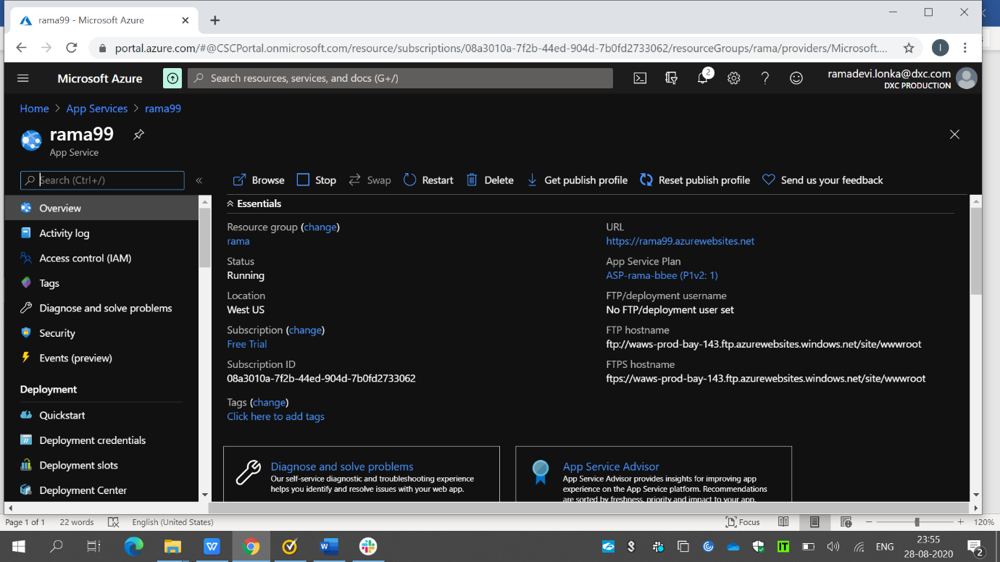 rama99 - Microsoft Azure
portal.azure.com/#@CSCPortal.onmicrosoft.com/resource/subscriptions/08a3010a-7f2b-44ed-904d-7b0fd2733062/resourceGroups/rama/providers/Microsoft....
I
Microsoft Azure
Search resources, services, and docs (G+/)
2
ramadevi.lonka@dxc.com
DXC PRODUCTION
Home > App Services > rama99
rama99
App Service
Search (Ctrl+/)
Browse Stop Swap Restart Delete Get publish profile Reset publish profile Send us your feedback
Overview
Activity log
Access control (IAM)
Tags
Diagnose and solve problems
Security
Events (preview)
Deployment
Quickstart
Deployment credentials
Deployment slots
Deployment Center
Essentials
Resource group (change)
rama
Status
Running
Location
West US
Subscription (change)
Free Trial
Subscription ID
08a3010a-7f2b-44ed-904d-7b0fd2733062
Tags (change)
Click here to add tags
URL
https://rama99.azurewebsites.net
App Service Plan
ASP-rama-bbee (P1v2: 1)
FTP/deployment username
No FTP/deployment user set
FTP hostname
ftp://waws-prod-bay-143.ftp.azurewebsites.windows.net/site/wwwroot
FTPS hostname
ftps://waws-prod-bay-143.ftp.azurewebsites.windows.net/site/wwwroot
Diagnose and solve problems
Our self-service diagnostic and troubleshooting experience
helps you identify and resolve issues with your web app.
App Service Advisor
App Service Advisor provides insights for improving app
experience on the App Service platform. Recommendations
are sorted by freshness, priority and impact to your app.
Page 1 of 1 22 words English (United States) Focus 120%
ENG
23:55
28-08-2020
2